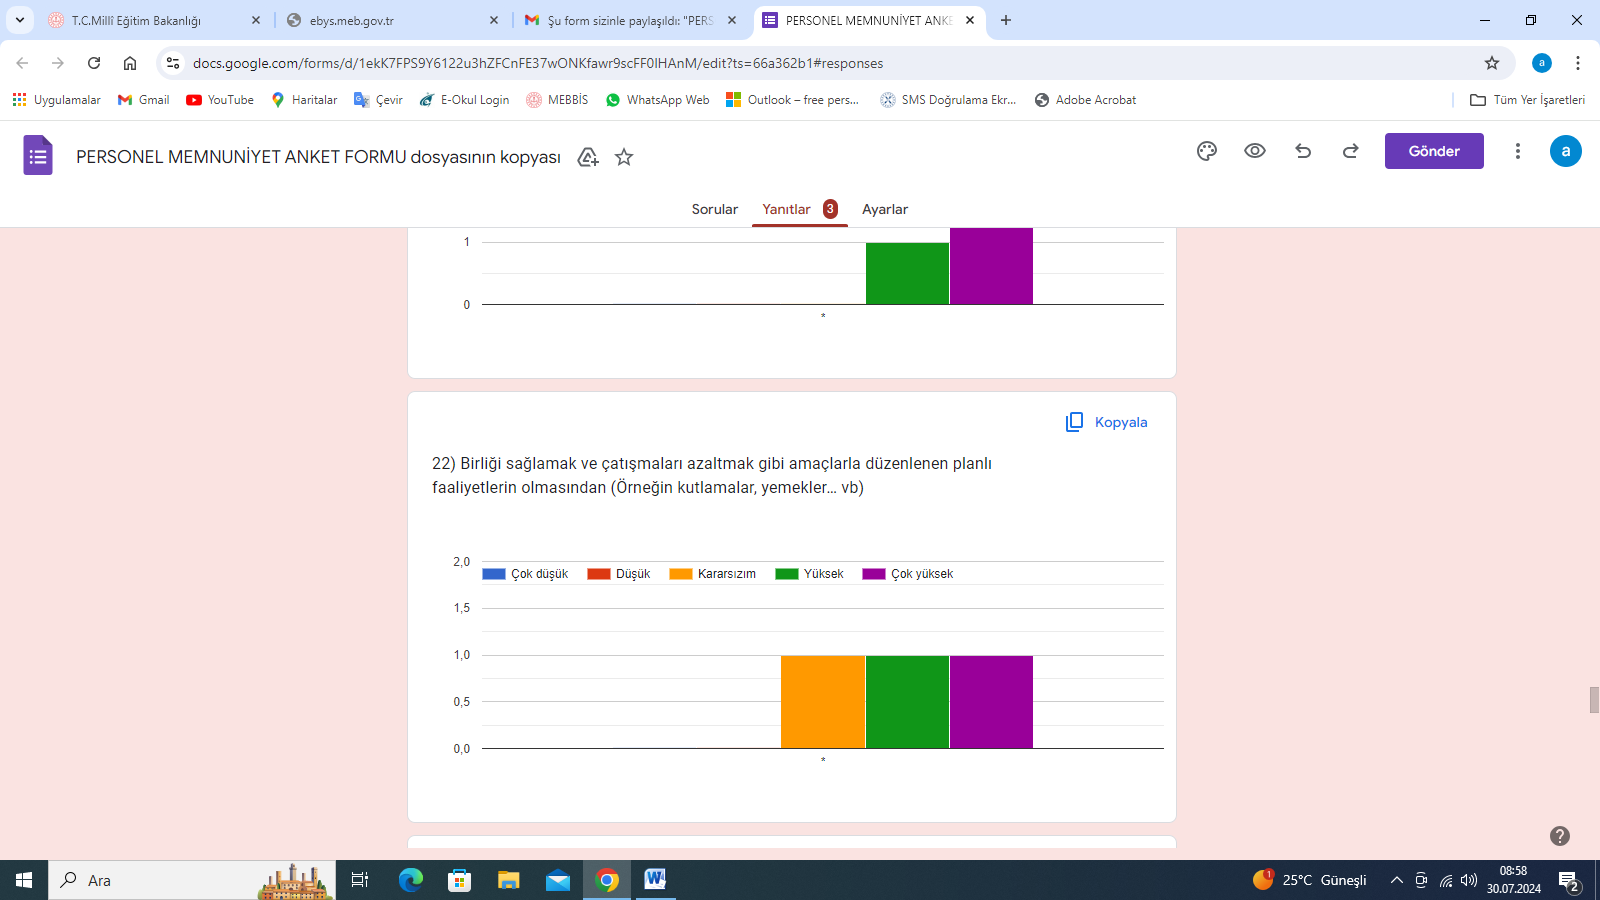 T.C.Millî Eğitim Bakanlığı
ebys.meb.gov.tr
Şu form sizinle paylaşıldı: "PERS
PERSONEL MEMNUNİYET ANKE
docs.google.com/forms/d/1ekK7FPS9Y6122u3hZFCnFE37wONKfawr9scFF0IHAnM/edit?ts=66a362b1#responses
a
Uygulamalar
Gmail
YouTube
Haritalar
Çevir
E-Okul Login
MEBBİS
WhatsApp Web
Outlook – free pers...
SMS Doğrulama Ekr...
Adobe Acrobat
Tüm Yer İşaretleri
PERSONEL MEMNUNİYET ANKET FORMU dosyasının kopyası
Gönder
a
Sorular
Yanıtlar 3
Ayarlar
1
0
*
Kopyala
22) Birliği sağlamak ve çatışmaları azaltmak gibi amaçlarla düzenlenen planlı
faaliyetlerin olmasından (Örneğin kutlamalar, yemekler... vb)
2,0
Çok düşük
Düşük
Kararsızım
Yüksek
Çok yüksek
1,5
1,0
0,5
0,0
*
Ara
1
25°C Güneşli
08:58
30.07.2024
2